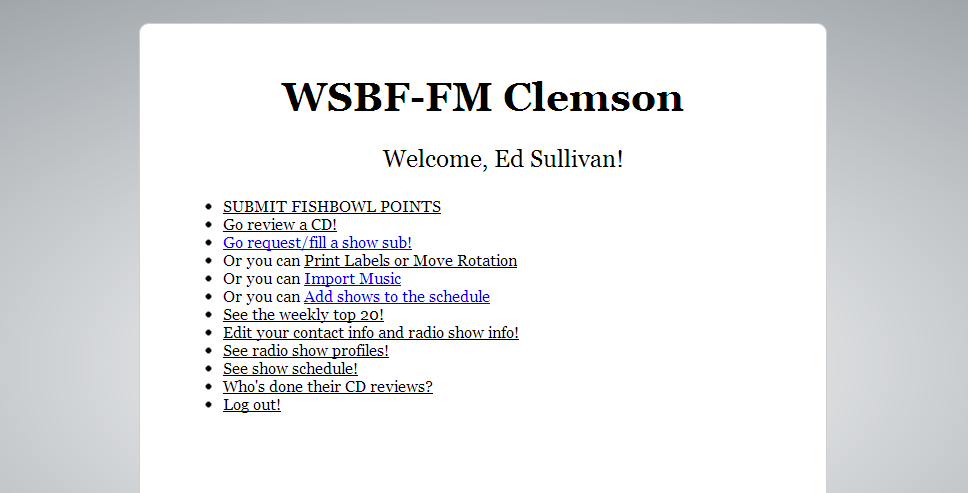 WSBF-FM Clemson
Welcome, Ed Sullivan!
SUBMIT FISHBOWL POINTS
Go review a CD!
Go request/fill a show sub!
Or you can Print Labels or Move Rotation
Or you can Import Music
Or you can Add shows to the schedule
See the weekly top 20!
Edit your contact info and radio show info!
See radio show profiles!
See show schedule!
Who's done their CD reviews?
Log out!